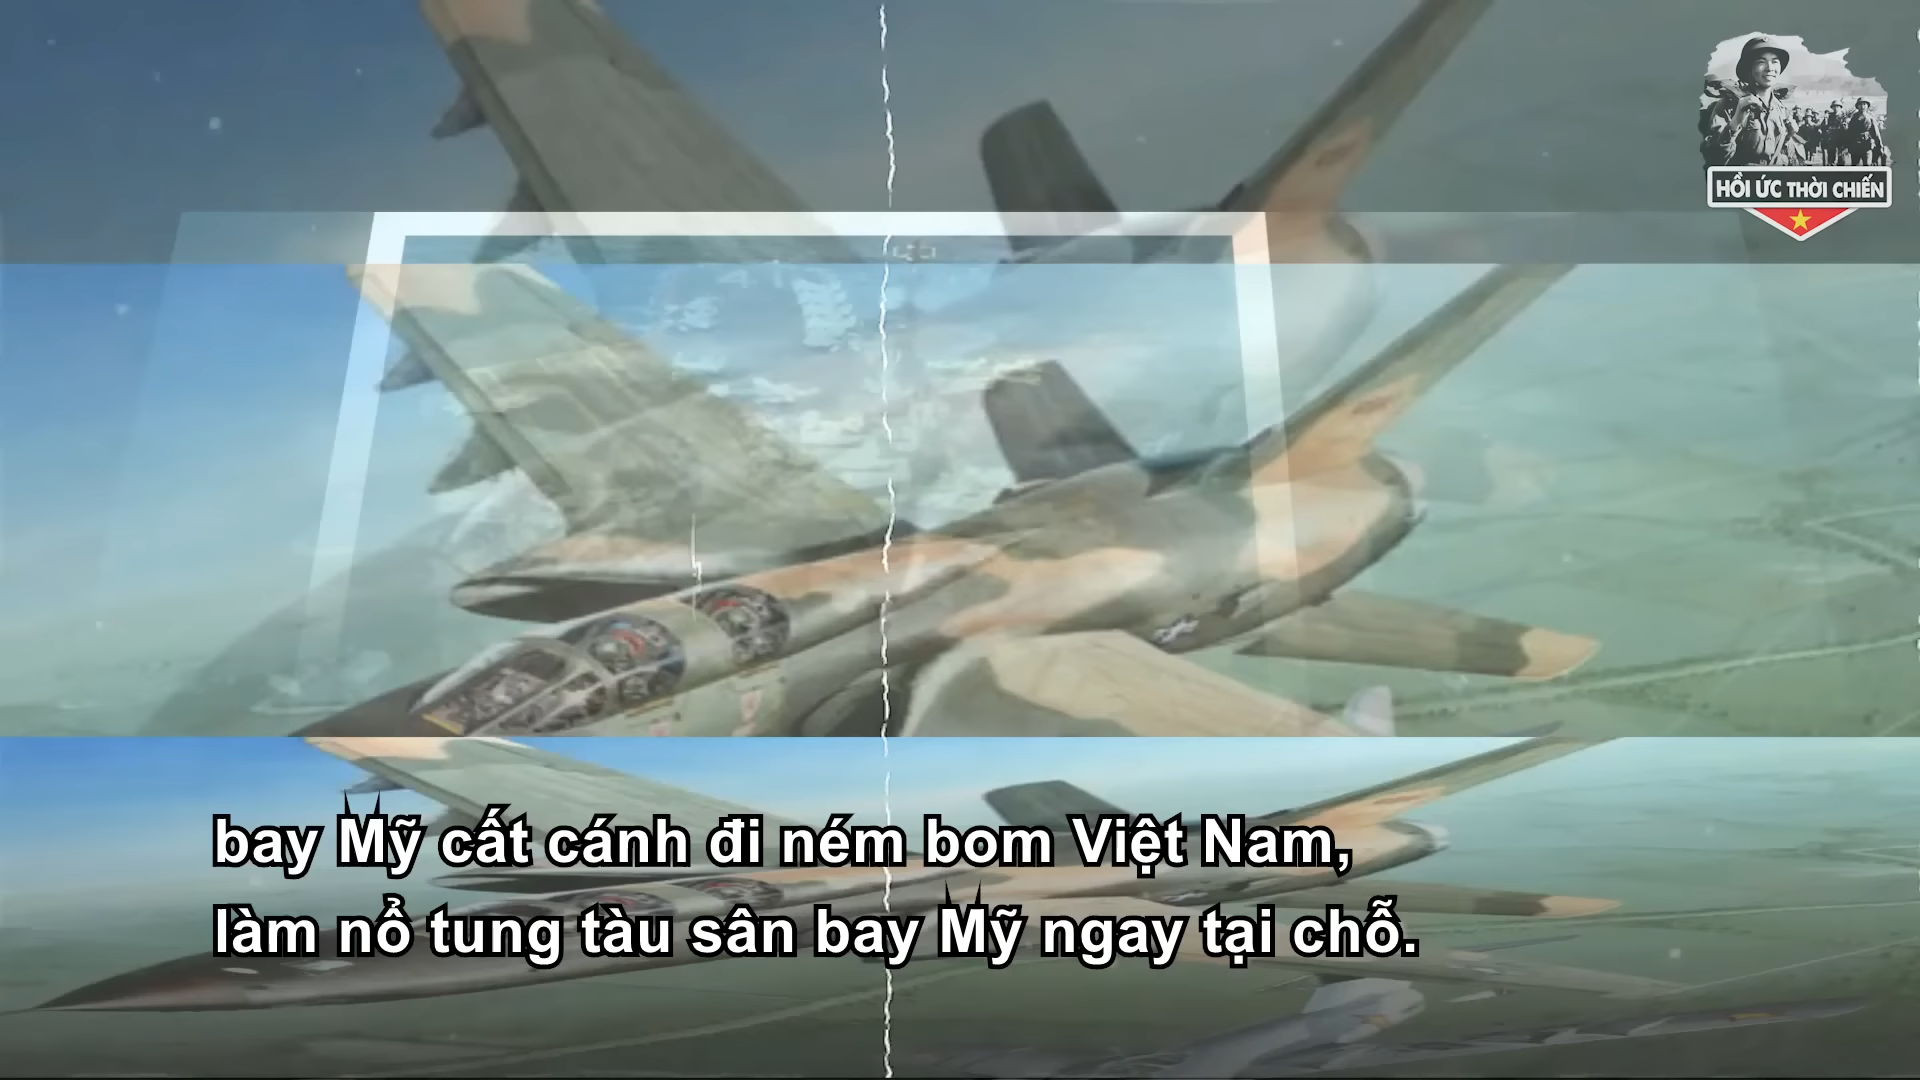 HỒI ỨC THỜI CHIẾN
bay Mỹ cất cánh đi ném bom Việt Nam,
làm nổ tung tàu sân bay Mỹ ngay tại chỗ.